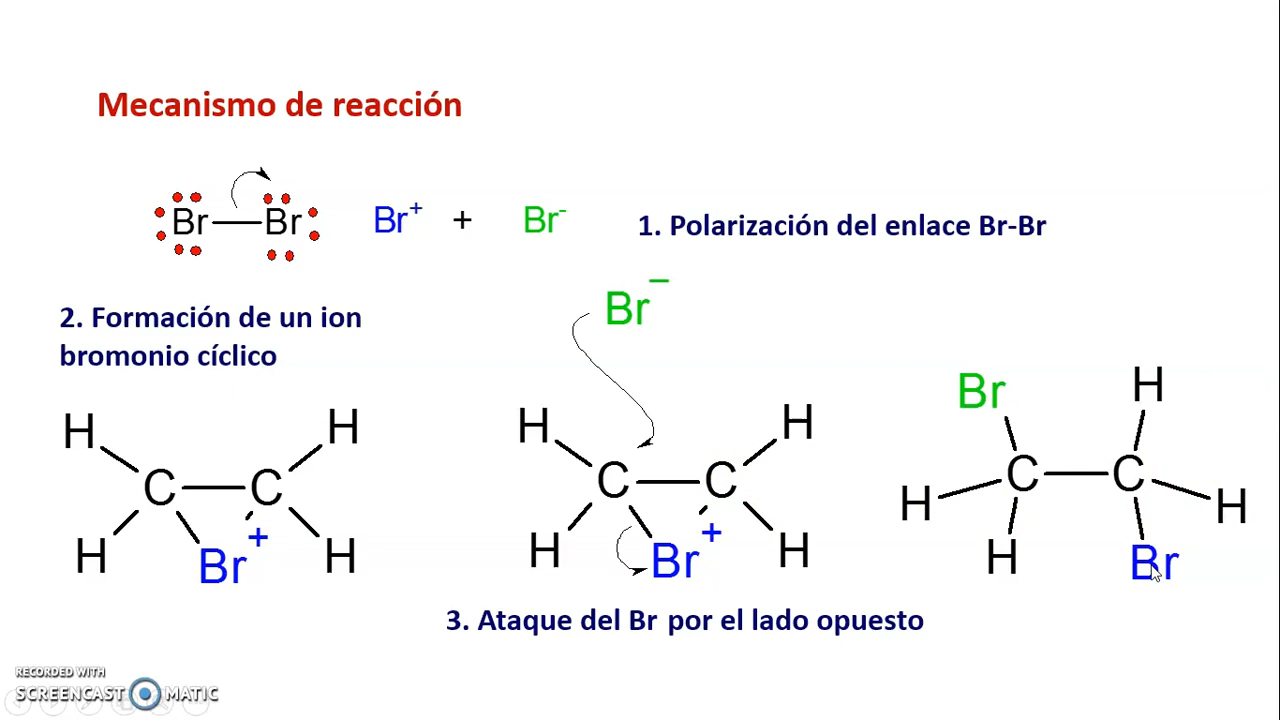 Mecanismo de reacción
Br Br Br+ + Br- 1. Polarización del enlace Br-Br
Br−
2. Formación de un ion
bromonio cíclico
H H H H Br H
C C C C C C
H Br+ H H Br+ H H H Br H
3. Ataque del Br por el lado opuesto
RECORDED WITH
SCREENCAST MATIC